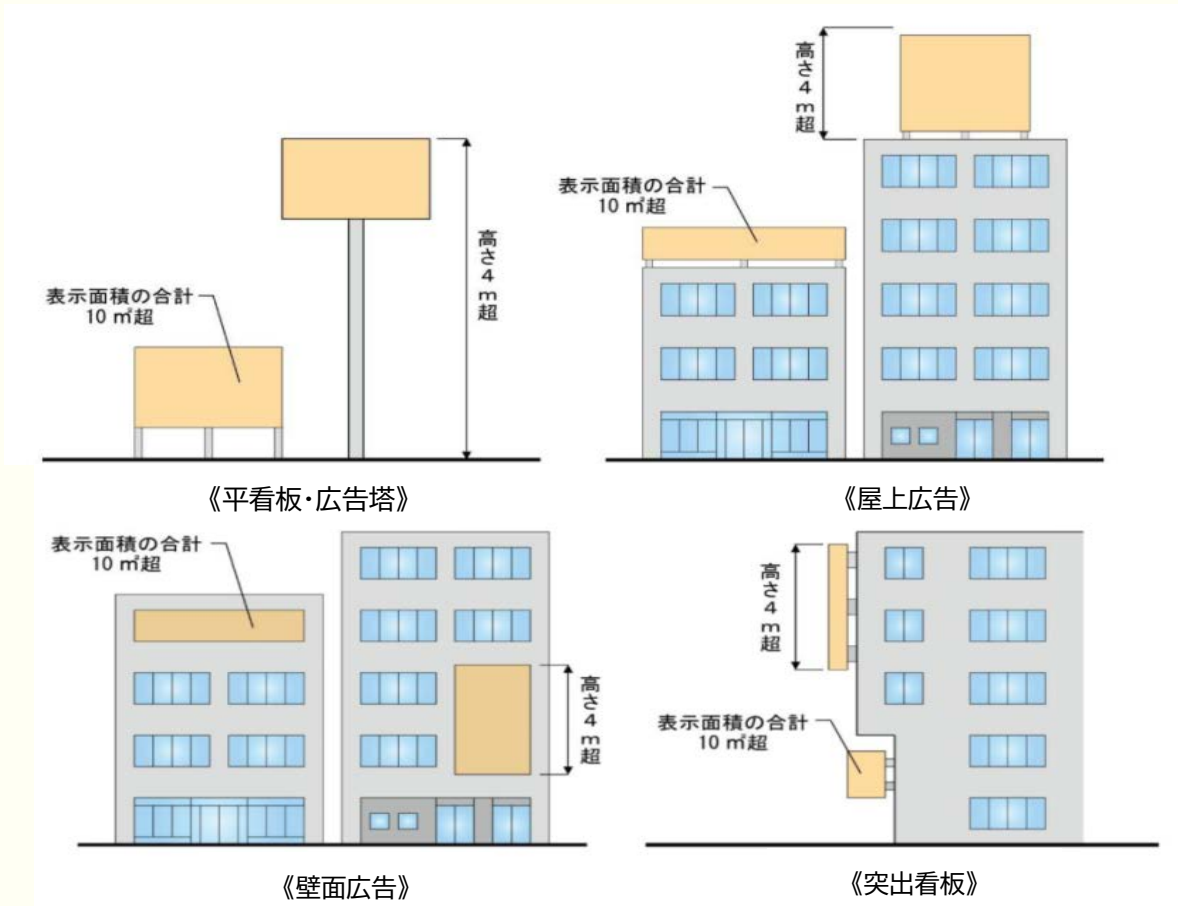 高さ4m超
表示面積の合計
10㎡超
高さ4m超
表示面積の合計
10㎡超
《平看板・広告塔》
《屋上広告》
表示面積の合計
10㎡超
高さ4m超
高さ4m超
表示面積の合計
10㎡超
《壁面広告》
《突出看板》